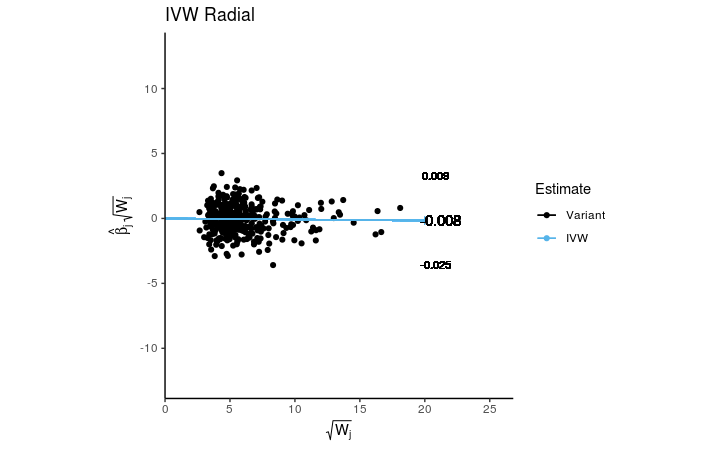 IVW Radial
10
5
0
-5
-10
β̂j√Wj
0.009
-0.008
-0.025
Estimate
Variant
IVW
0 5 10 15 20 25
√Wj